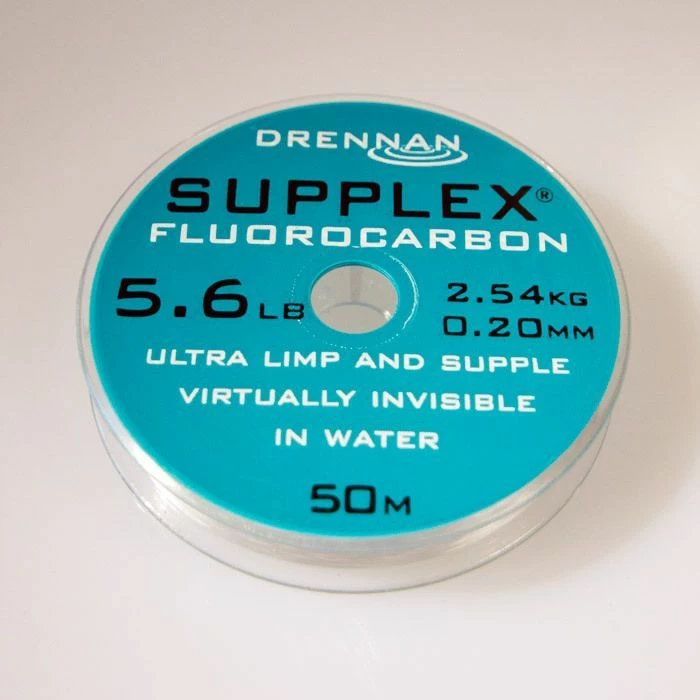 DRENNAN
SUPPLEX®
FLUOROCARBON
5.6LB
2.54KG
0.20MM
ULTRA LIMP AND SUPPLE
VIRTUALLY INVISIBLE
IN WATER
50M